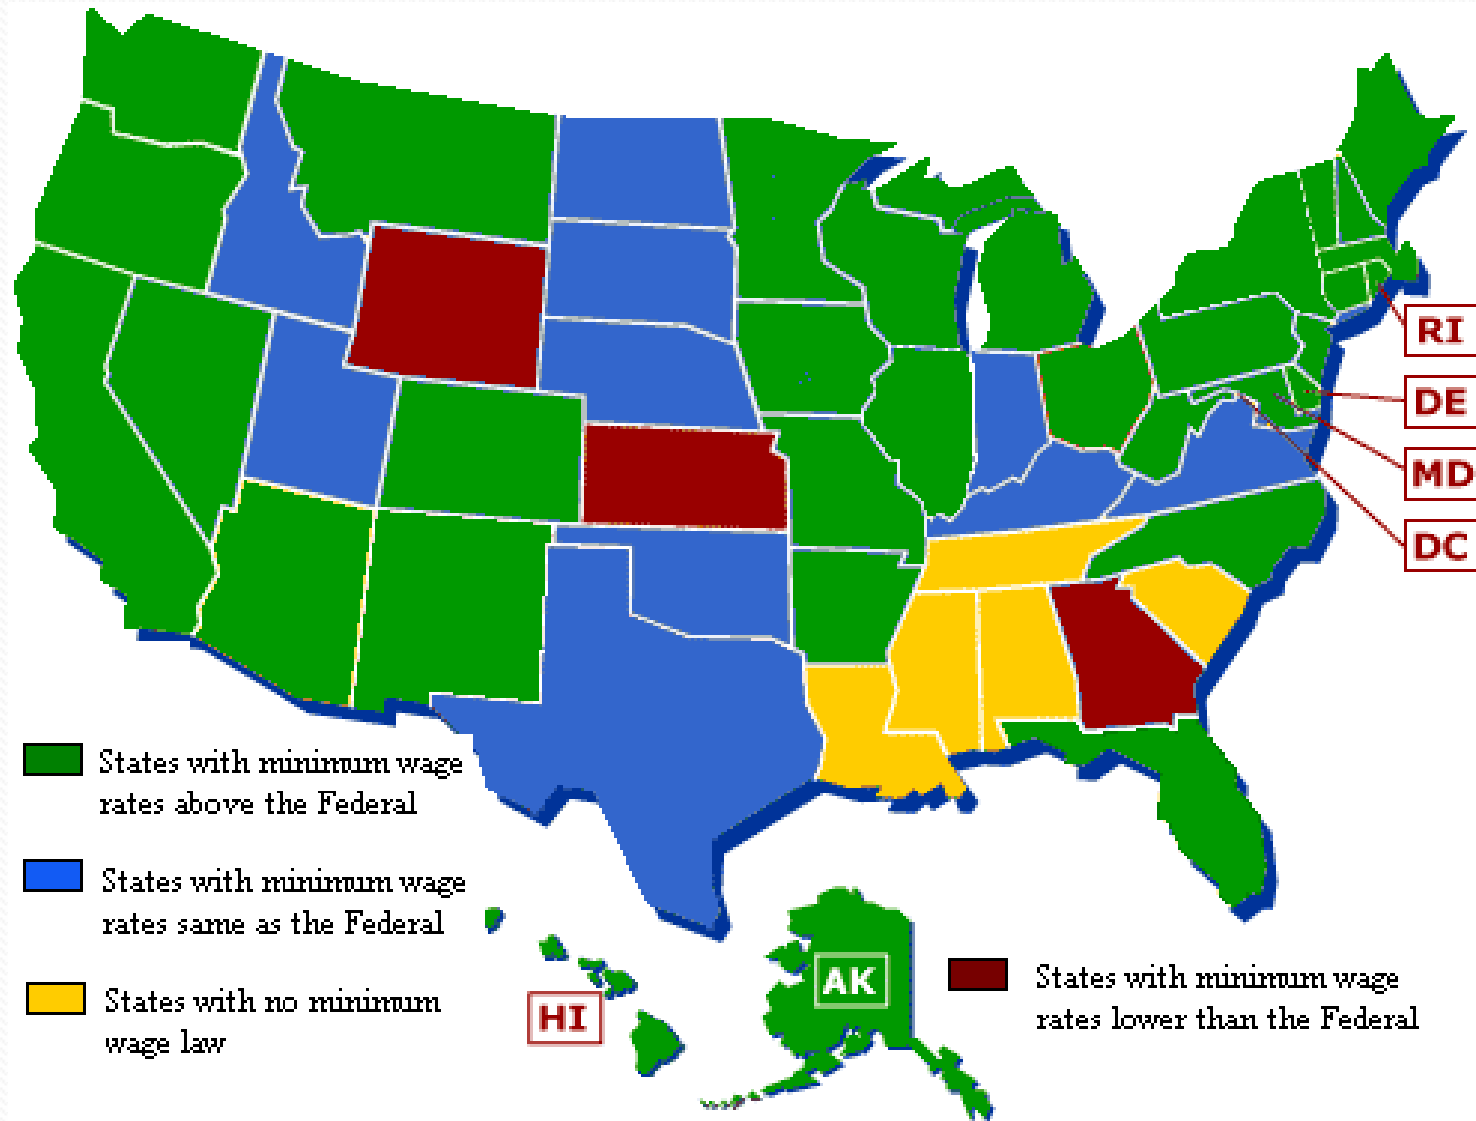 RI
DE
MD
DC
States with minimum wage
rates above the Federal
States with minimum wage
rates same as the Federal
States with no minimum
wage law
HI
AK
States with minimum wage
rates lower than the Federal